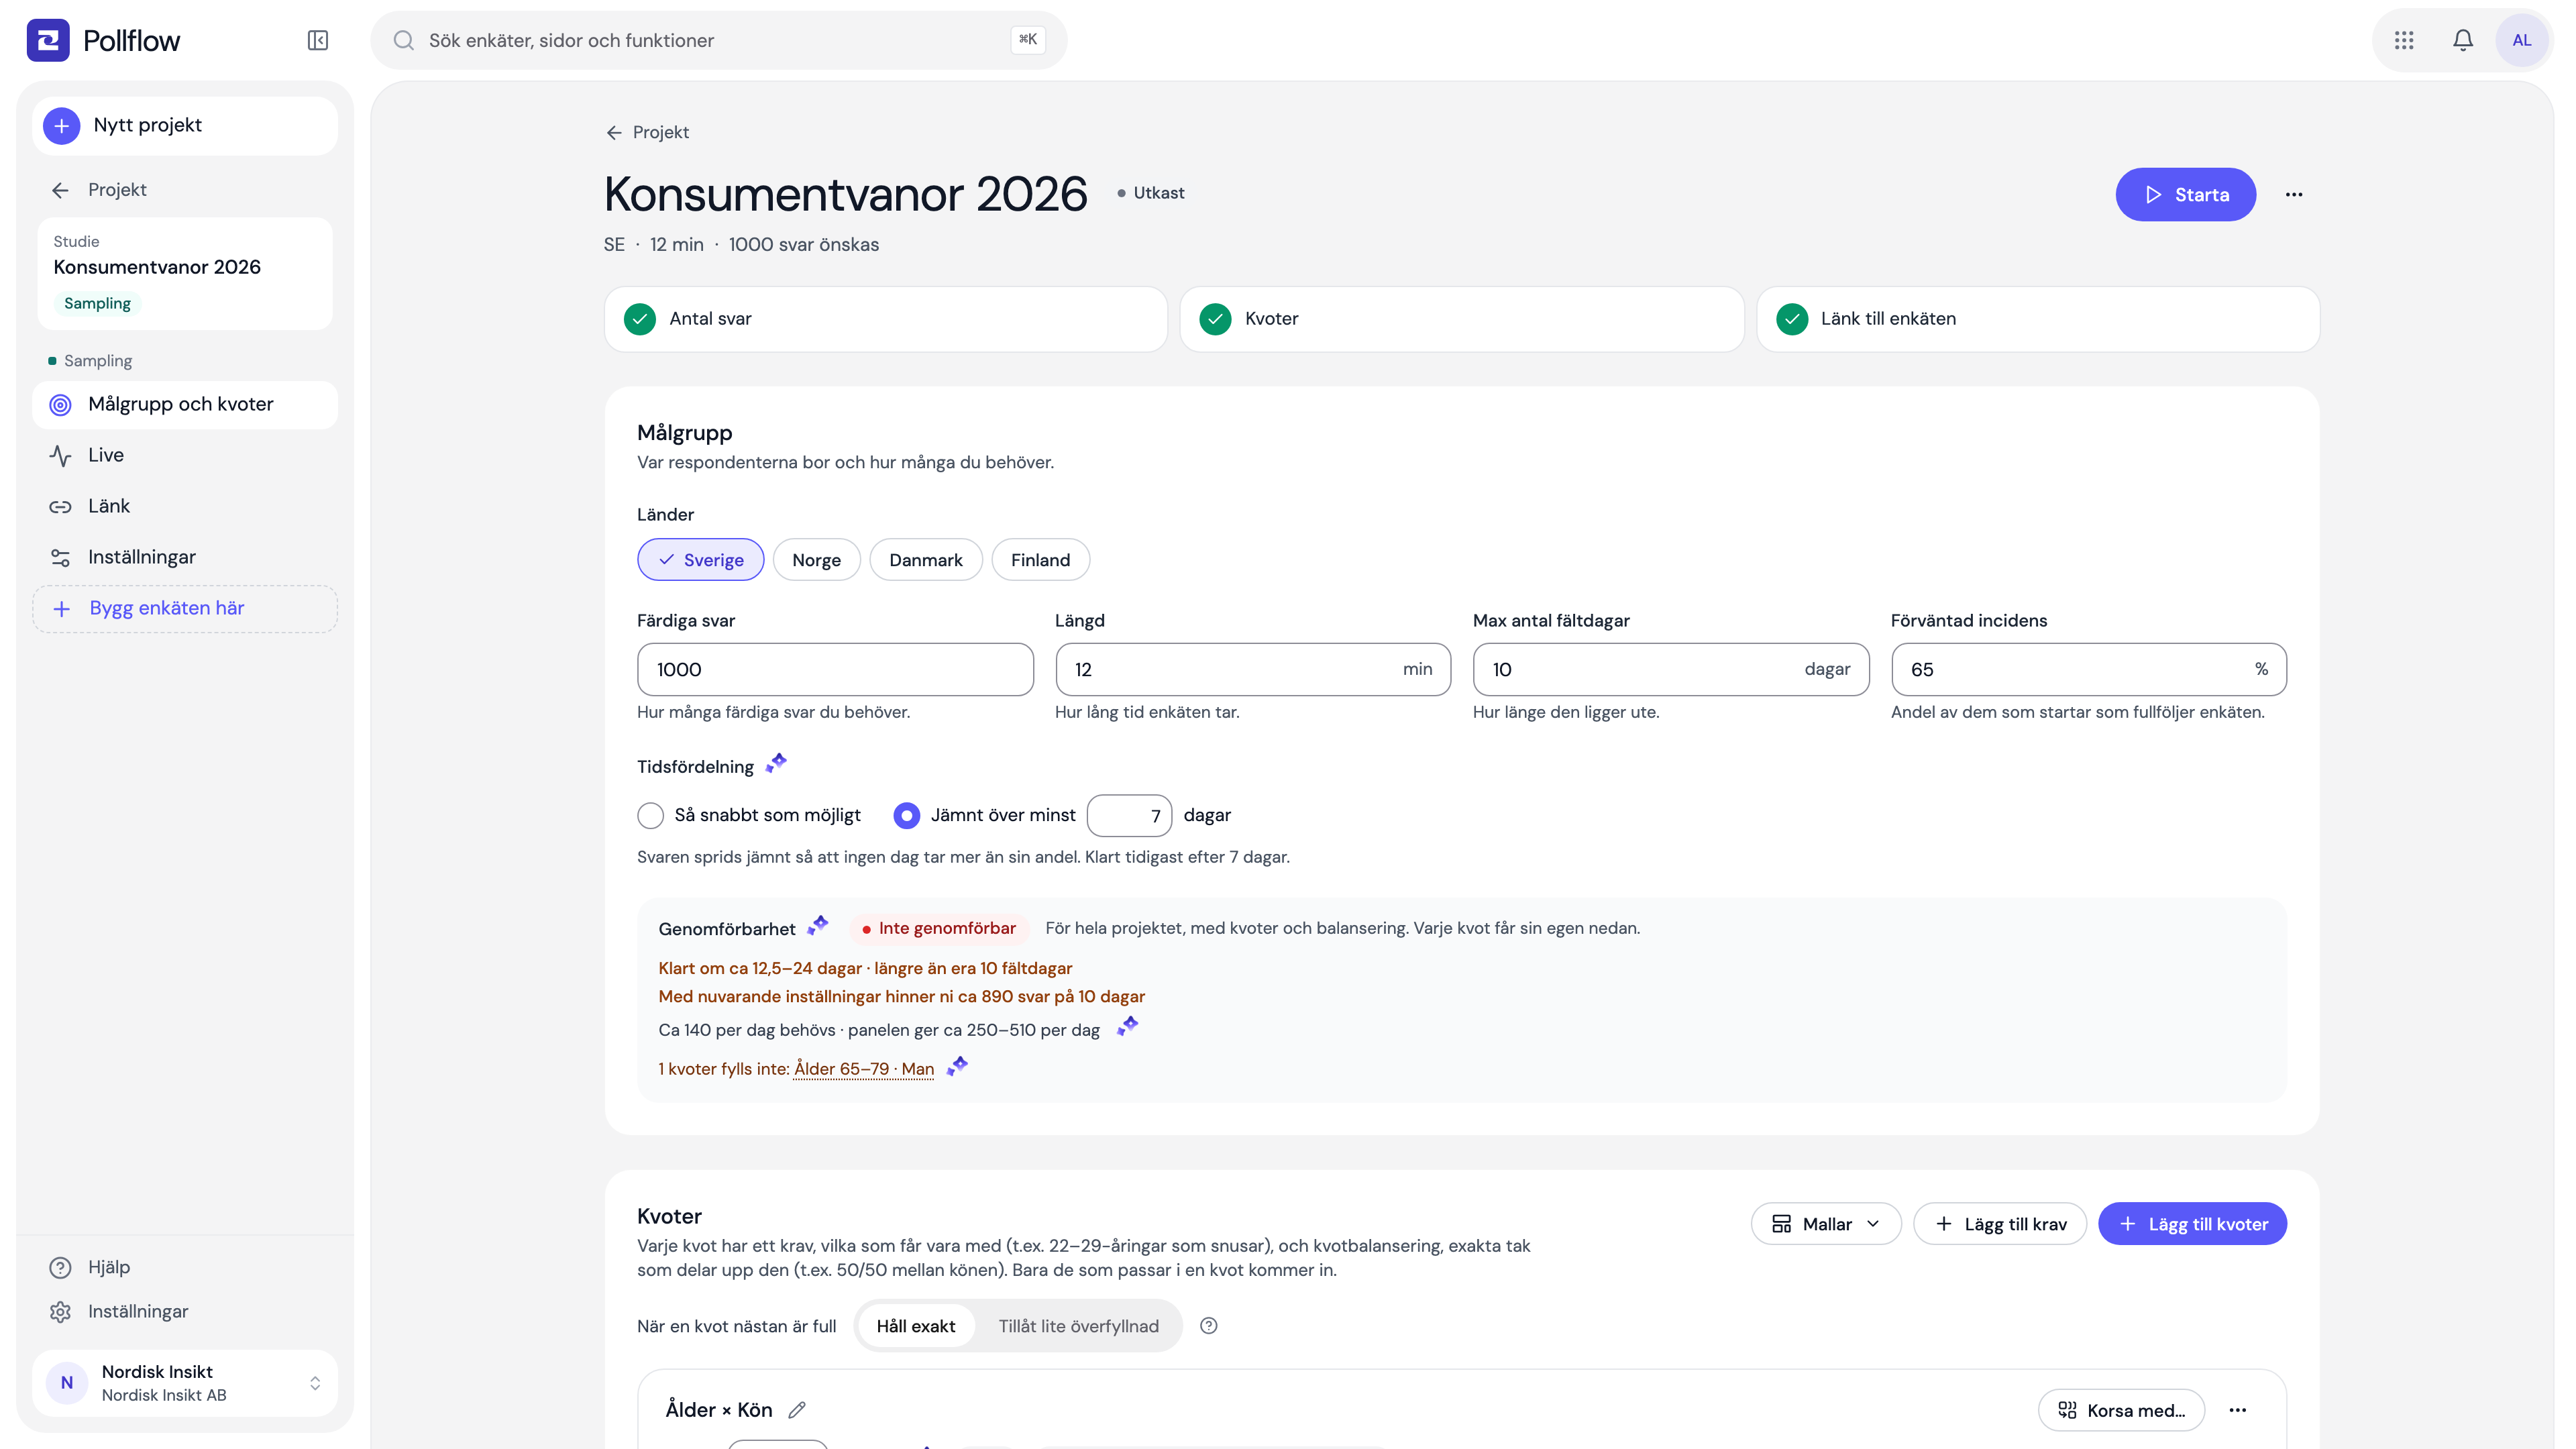 Pollflow
Sök enkäter, sidor och funktioner
⌘K
AL
Nytt projekt
Projekt
Studie
Konsumentvanor 2026
Sampling
Sampling
Målgrupp och kvoter
Live
Länk
Inställningar
Bygg enkäten här
Hjälp
Inställningar
N
Nordisk Insikt
Nordisk Insikt AB
Projekt
Konsumentvanor 2026
Utkast
Starta
SE · 12 min · 1000 svar önskas
Antal svar
Kvoter
Länk till enkäten
Målgrupp
Var respondenterna bor och hur många du behöver.
Länder
Sverige
Norge
Danmark
Finland
Färdiga svar
Längd
Max antal fältdagar
Förväntad incidens
1000
12 min
10 dagar
65 %
Hur många färdiga svar du behöver.
Hur lång tid enkäten tar.
Hur länge den ligger ute.
Andel av dem som startar som fullföljer enkäten.
Tidsfördelning
Så snabbt som möjligt
Jämnt över minst 7 dagar
Svaren sprids jämnt så att ingen dag tar mer än sin andel. Klart tidigast efter 7 dagar.
Genomförbarhet
Inte genomförbar
För hela projektet, med kvoter och balansering. Varje kvot får sin egen nedan.
Klart om ca 12,5–24 dagar · längre än era 10 fältdagar
Med nuvarande inställningar hinner ni ca 890 svar på 10 dagar
Ca 140 per dag behövs · panelen ger ca 250–510 per dag
1 kvoter fylls inte: Ålder 65–79 · Man
Kvoter
Mallar
Lägg till krav
Lägg till kvoter
Varje kvot har ett krav, vilka som får vara med (t.ex. 22–29-åringar som snusar), och kvotbalansering, exakta tak
som delar upp den (t.ex. 50/50 mellan könen). Bara de som passar i en kvot kommer in.
När en kvot nästan är full
Håll exakt
Tillåt lite överfyllnad
Ålder × Kön
Korsa med...